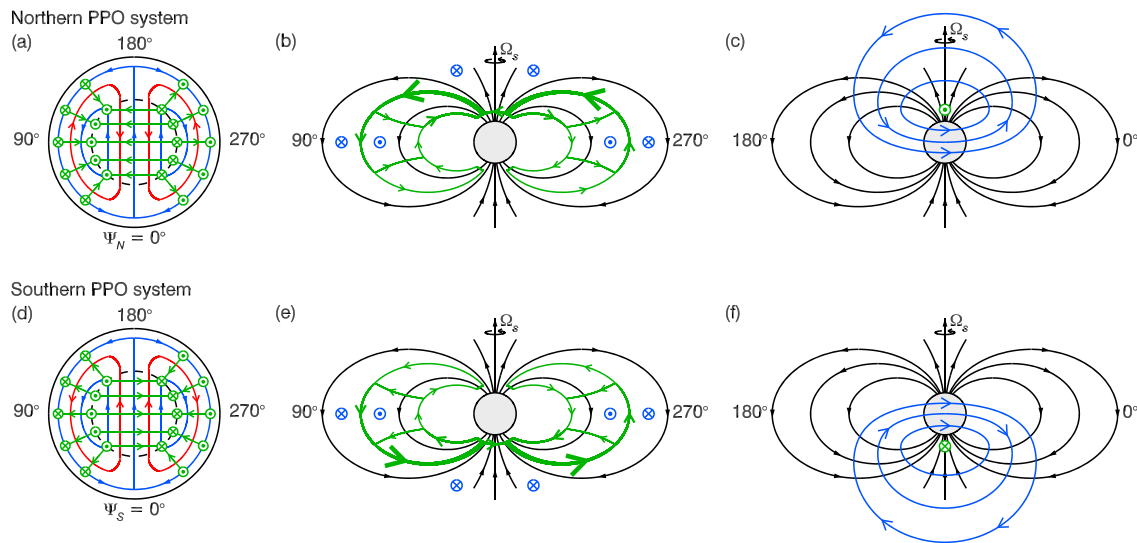 Northern PPO system
(a)
180°
90°
270°
Ψ_N = 0°
(b)
Ω_s
90°
270°
(c)
Ω_s
180°
0°
Southern PPO system
(d)
180°
90°
270°
Ψ_S = 0°
(e)
Ω_s
90°
270°
(f)
Ω_s
180°
0°